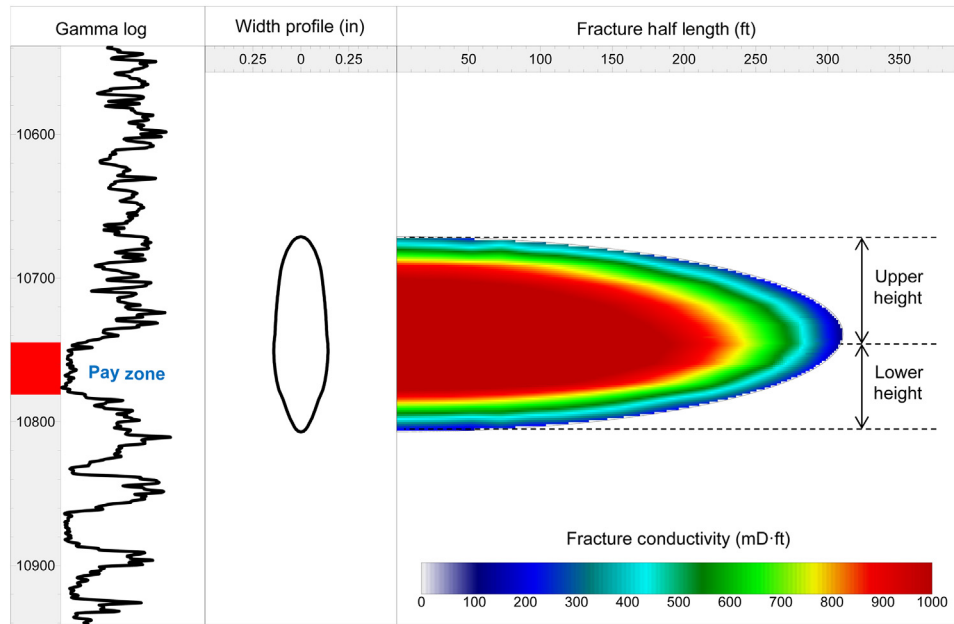 Gamma log
Width profile (in)
Fracture half length (ft)
0.25 0 0.25
50 100 150 200 250 300 350
10600
10700
Upper
height
Pay zone
Lower
height
10800
10900
Fracture conductivity (mD·ft)
0 100 200 300 400 500 600 700 800 900 1000